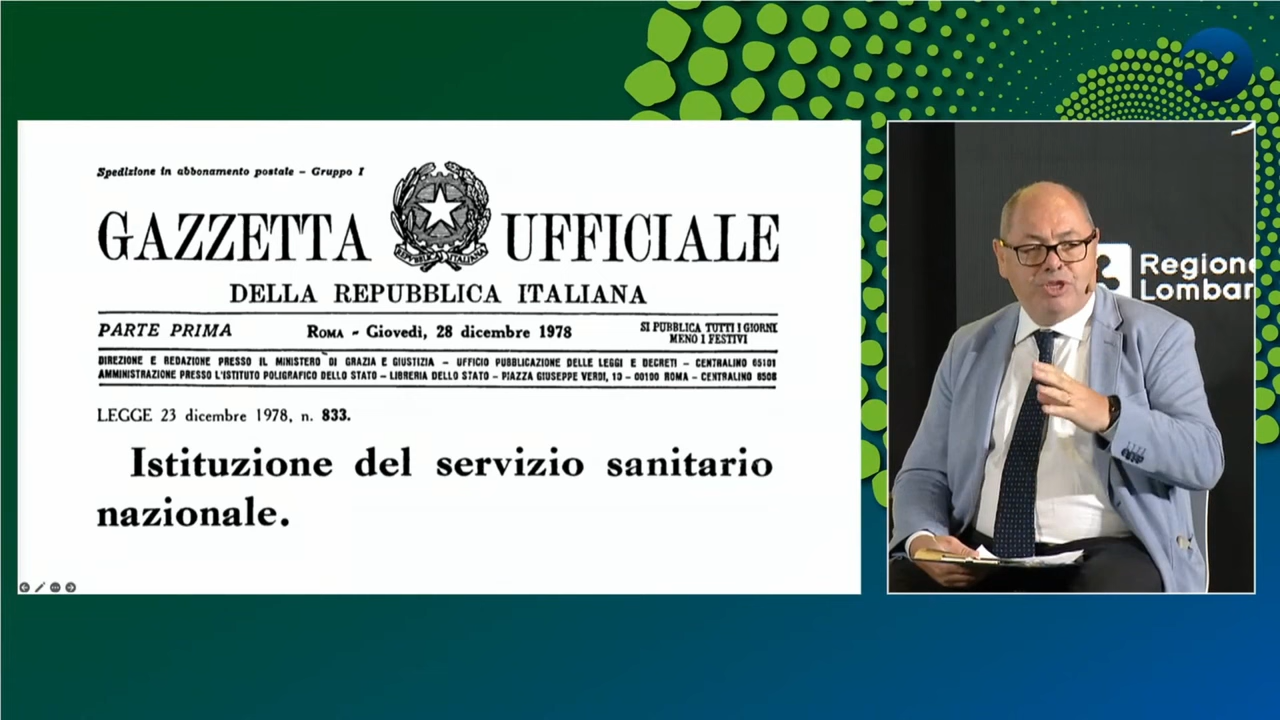 Spedizione in abbonamento postale – Gruppo I
GAZZETTA UFFICIALE
REPVBBLICA ITALIANA
DELLA REPUBBLICA ITALIANA
PARTE PRIMA
Roma - Giovedì, 28 dicembre 1978
SI PUBBLICA TUTTI I GIORNI
MENO I FESTIVI
DIREZIONE E REDAZIONE PRESSO IL MINISTERO DI GRAZIA E GIUSTIZIA – UFFICIO PUBBLICAZIONE DELLE LEGGI E DECRETI – CENTRALINO 65101
AMMINISTRAZIONE PRESSO L'ISTITUTO POLIGRAFICO DELLO STATO – LIBRERIA DELLO STATO – PIAZZA GIUSEPPE VERDI, 10 – 00100 ROMA – CENTRALINO 8508
LEGGE 23 dicembre 1978, n. 833.
Istituzione del servizio sanitario
nazionale.
Regione
Lombar